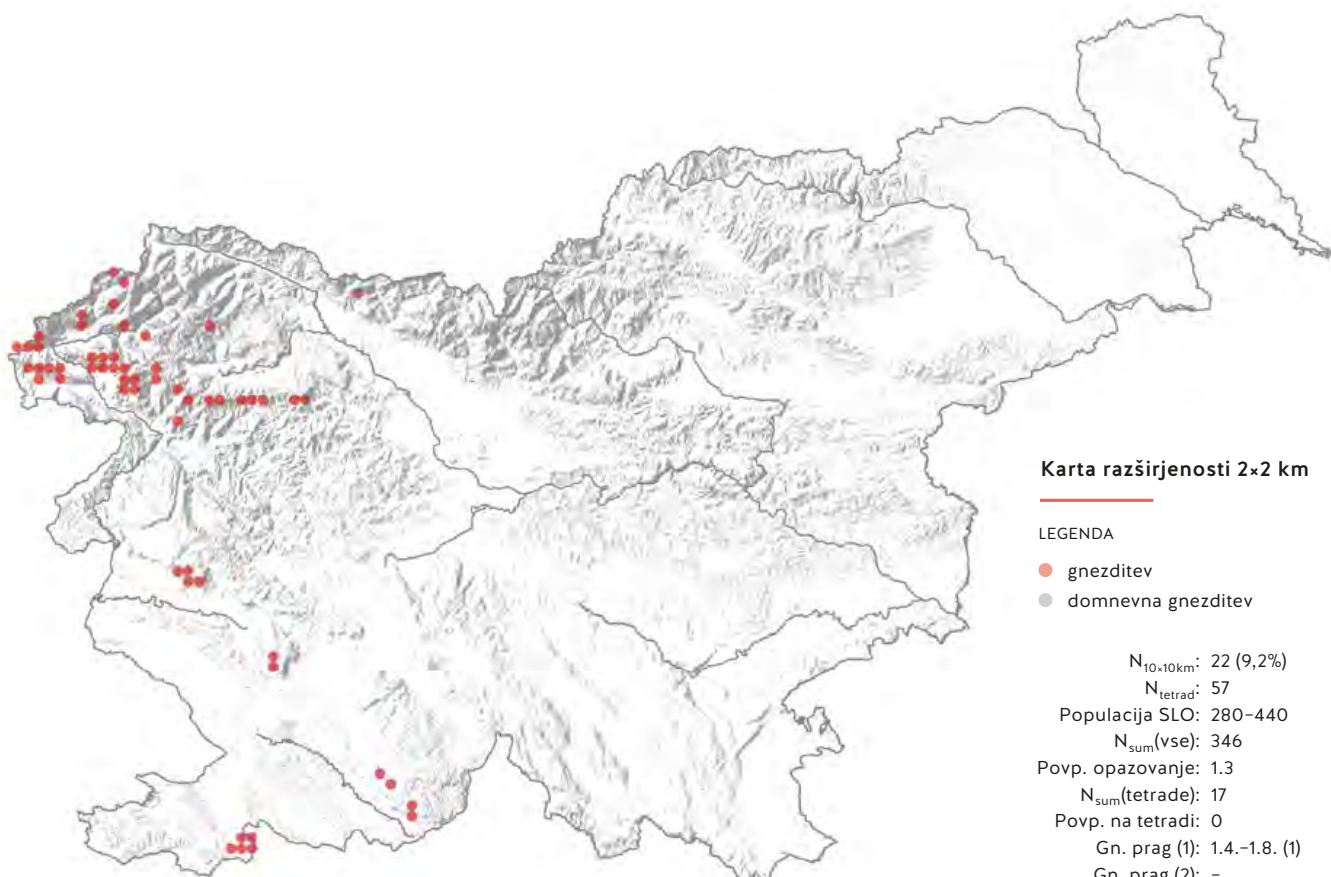 Karta razširjenosti 2×2 km
LEGENDA
gnezditev
domnevna gnezditev
N10×10km: 22 (9,2%)
Ntetrad: 57
Populacija SLO: 280–440
Nsum(vse): 346
Povp. opazovanje: 1.3
Nsum(tetrade): 17
Povp. na tetradi: 0
Gn. prag (1): 1.4.–1.8. (1)
Gn. prag (2): –